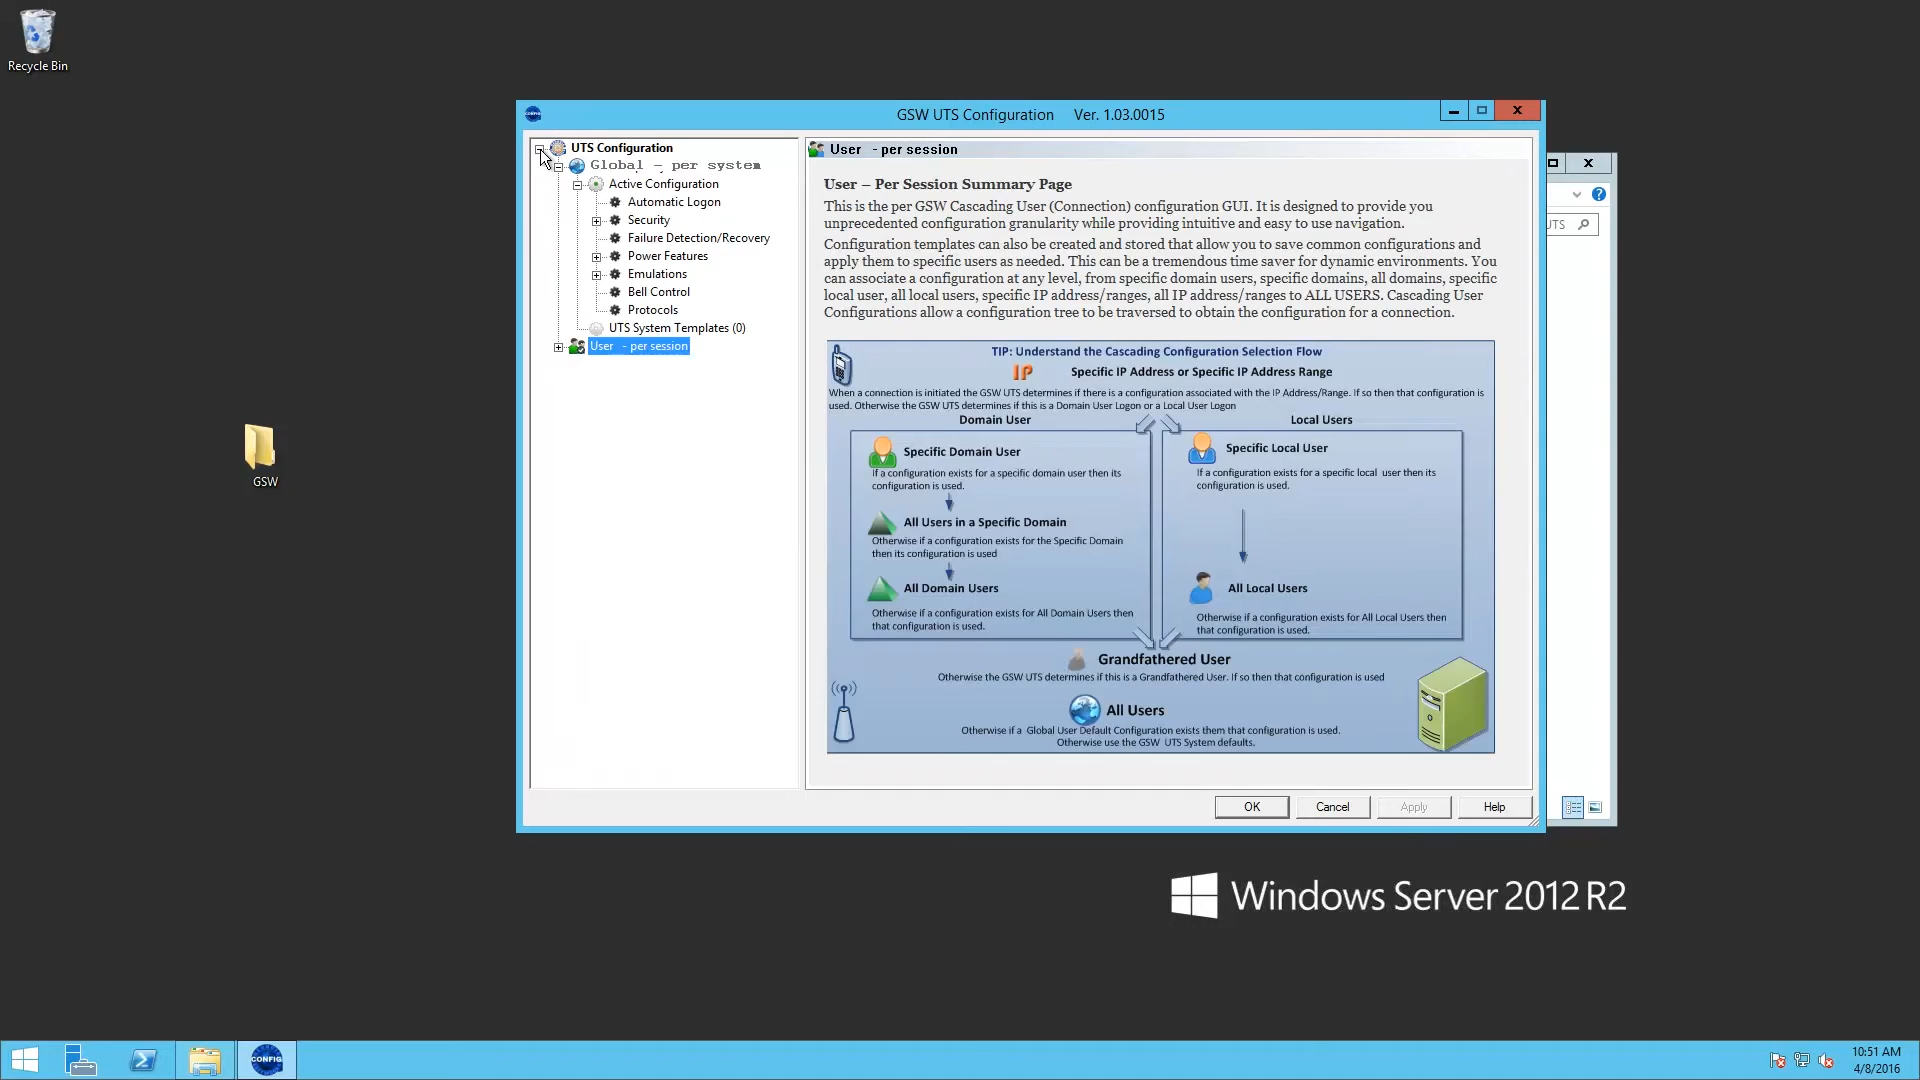 Recycle Bin
GSW UTS Configuration Ver. 1.03.0015
UTS Configuration
Global - per system
Active Configuration
Automatic Logon
Security
Failure Detection/Recovery
Power Features
Emulations
Bell Control
Protocols
UTS System Templates (0)
User - per session
User - per session
User – Per Session Summary Page
This is the per GSW Cascading User (Connection) configuration GUI. It is designed to provide you
unprecedented configuration granularity while providing intuitive and easy to use navigation.
Configuration templates can also be created and stored that allow you to save common configurations and
apply them to specific users as needed. This can be a tremendous time saver for dynamic environments. You
can associate a configuration at any level, from specific domain users, specific domains, all domains, specific
local user, all local users, specific IP address/ranges, all IP address/ranges to ALL USERS. Cascading User
Configurations allow a configuration tree to be traversed to obtain the configuration for a connection.
TIP: Understand the Cascading Configuration Selection Flow
IP Specific IP Address or Specific IP Address Range
When a connection is initiated the GSW UTS determines if there is a configuration associated with the IP Address/Range. If so then that configuration is
used. Otherwise the GSW UTS determines if this is a Domain User Logon or a Local User Logon
Domain User
Local Users
Specific Domain User
If a configuration exists for a specific domain user then its
configuration is used.
All Users in a Specific Domain
Otherwise if a configuration exists for the Specific Domain
then its configuration is used
All Domain Users
Otherwise if a configuration exists for All Domain Users then
that configuration is used.
Specific Local User
If a configuration exists for a specific local user then its
configuration is used.
All Local Users
Otherwise if a configuration exists for All Local Users then
that configuration is used.
Grandfathered User
Otherwise the GSW UTS determines if this is a Grandfathered User. If so then that configuration is used
All Users
Otherwise if a Global User Default Configuration exists them that configuration is used.
Otherwise use the GSW UTS System defaults.
OK
Cancel
Apply
Help
UTS
GSW
Windows Server 2012 R2
CONFIG
10:51 AM
4/8/2016